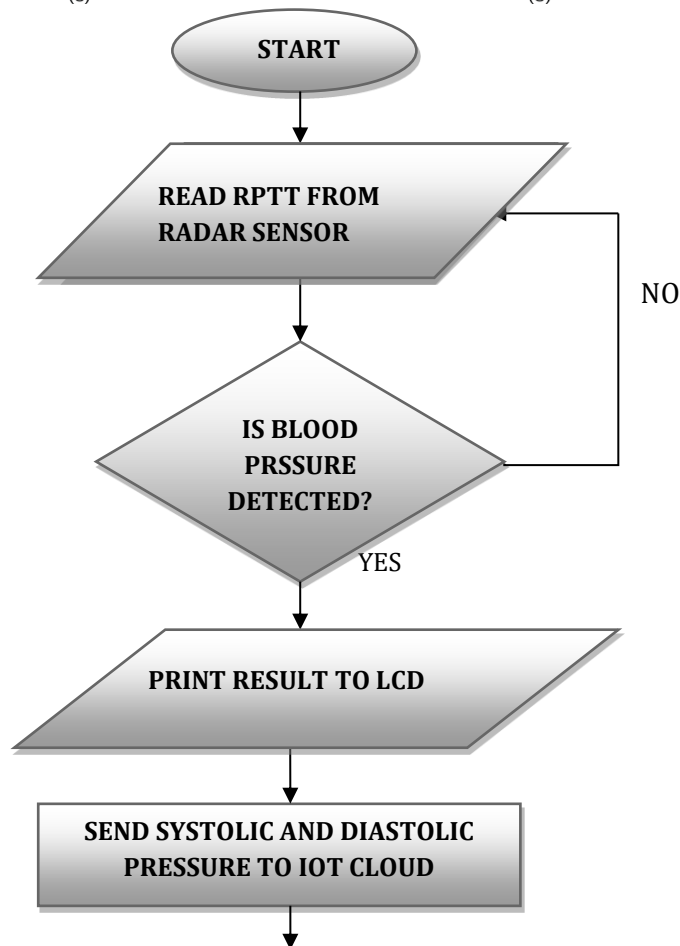 START
READ RPTT FROM
RADAR SENSOR
NO
IS BLOOD
PRSSURE
DETECTED?
YES
PRINT RESULT TO LCD
SEND SYSTOLIC AND DIASTOLIC
PRESSURE TO IOT CLOUD